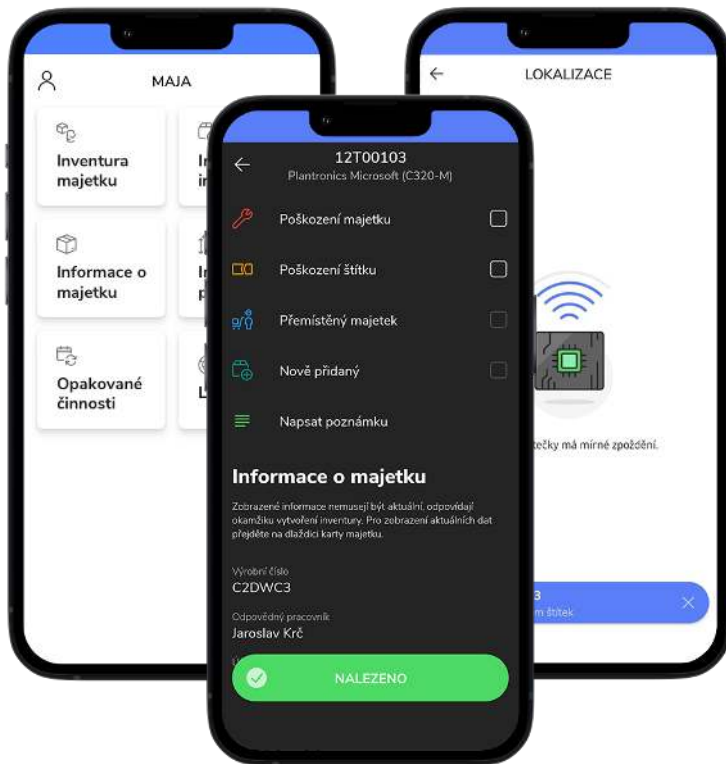 MAJA
Inventura
majetku
Informace o
majetku
Opakované
činnosti
12T00103
Plantronics Microsoft (C320-M)
Poškození majetku
Poškození štítku
Přemístěný majetek
Nově přidaný
Napsat poznámku
Informace o majetku
Zobrazené informace nemusejí být aktuální, odpovídají
okamžiku vytvoření inventury. Pro zobrazení aktuálních dat
přejděte na dlaždici karty majetku.
Výrobní číslo
C2DWC3
Odpovědný pracovník
Jaroslav Krč
NALEZENO
LOKALIZACE
tečky má mírné zpoždění.
3
m štítek